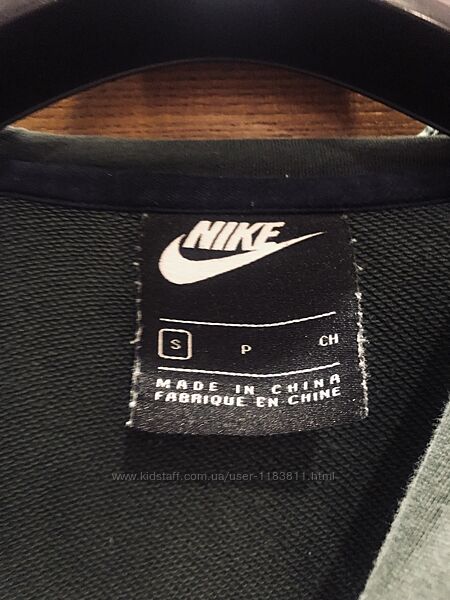 NIKE
S P CH
MADE IN CHINA
FABRIQUE EN CHINE
www.kidstaff.com.ua/user-1183811.html